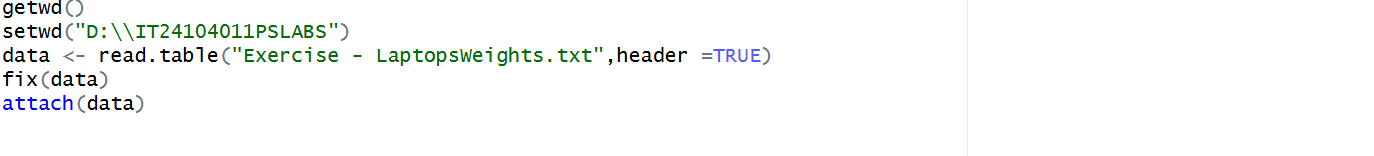 getwd()
setwd("D:\\IT24104011PSLABS")
data <- read.table("Exercise - LaptopsWeights.txt",header =TRUE)
fix(data)
attach(data)